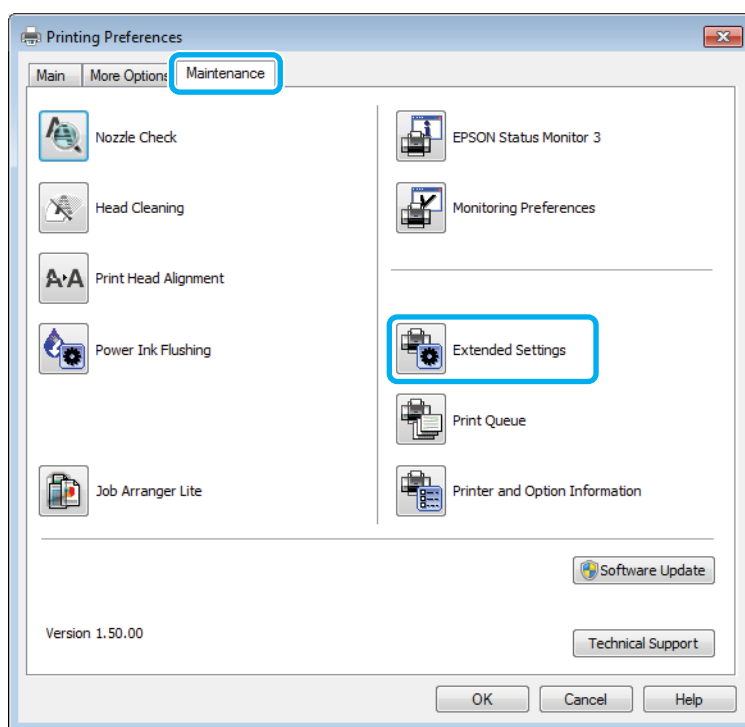 Printing Preferences
Main
More Options
Maintenance
Nozzle Check
Head Cleaning
A·A Print Head Alignment
Power Ink Flushing
Job Arranger Lite
EPSON Status Monitor 3
Monitoring Preferences
Extended Settings
Print Queue
Printer and Option Information
Software Update
Version 1.50.00
Technical Support
OK
Cancel
Help